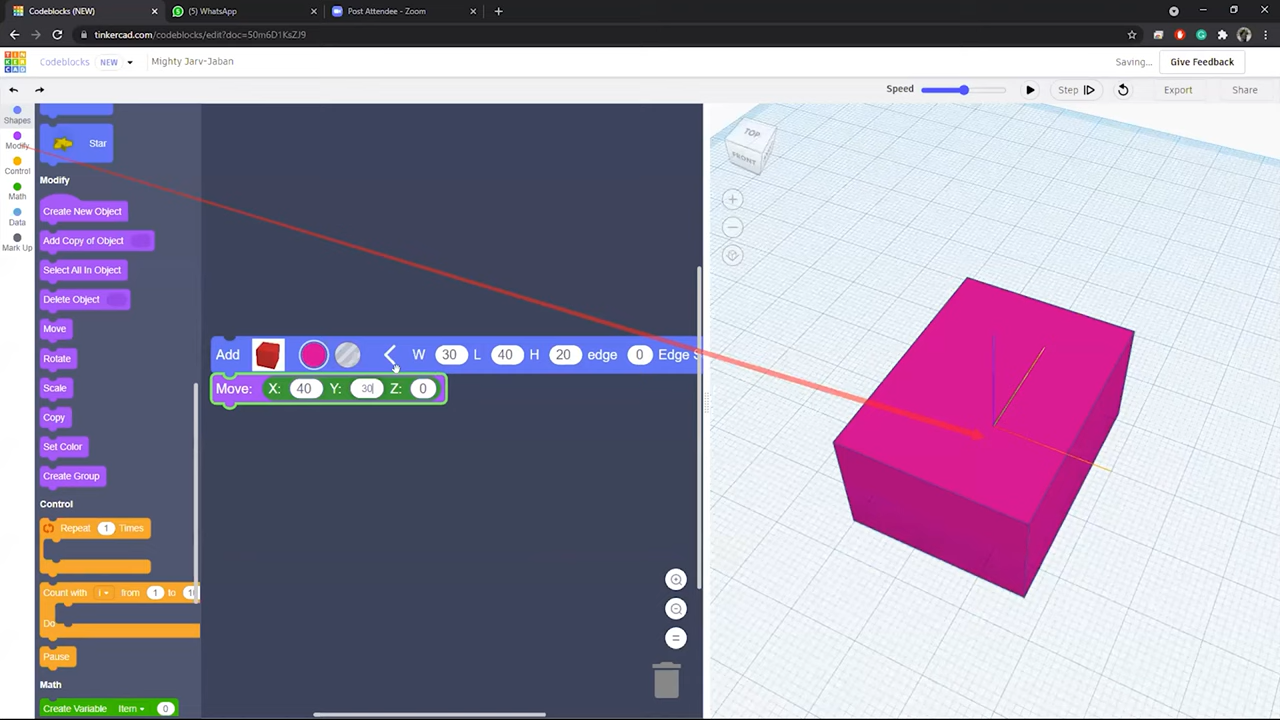 Codeblocks (NEW)
(5) WhatsApp
Post Attendee - Zoom
tinkercad.com/codeblocks/edit?doc=50m6D1KsZJ9
TIN
KER
CAD
Codeblocks NEW
Mighty Jarv-Jaban
Saving...
Give Feedback
Speed
Step
Export
Share
Shapes
Modify
Control
Math
Data
Mark Up
Star
Modify
Create New Object
Add Copy of Object
Select All In Object
Delete Object
Move
Rotate
Scale
Copy
Set Color
Create Group
Control
Repeat 1 Times
Count with i from 1 to
Do
Pause
Math
Create Variable Item 0
Add W 30 L 40 H 20 edge 0 Edge
Move: X: 40 Y: 30 Z: 0
TOP
FRONT